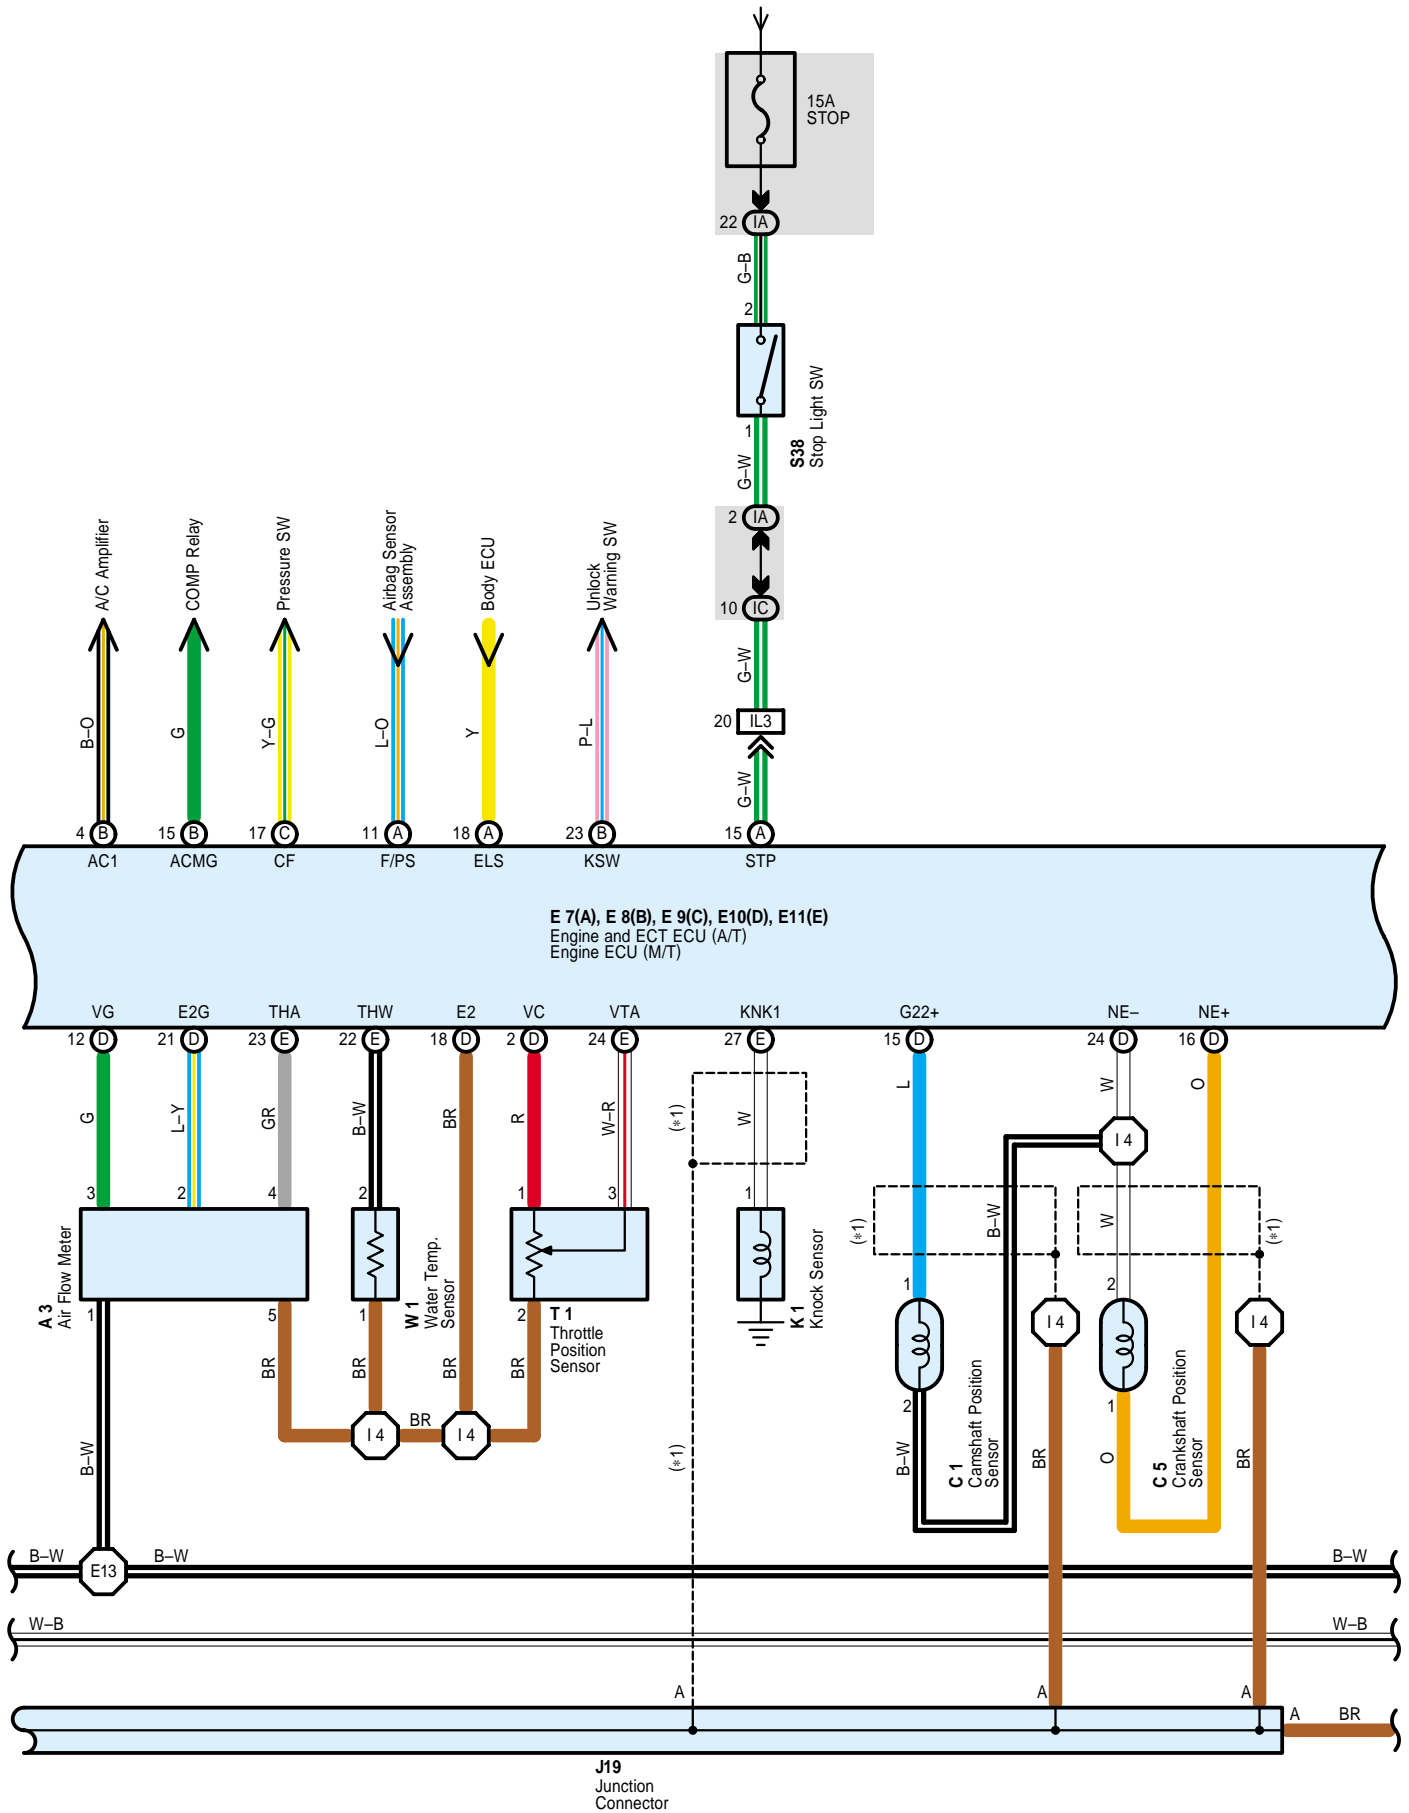 15A
STOP
22 IA
G–B
2
S38
Stop Light SW
1
G–W
2 IA
10 IC
G–W
20 IL3
G–W
A/C Amplifier
COMP Relay
Pressure SW
Airbag Sensor
Assembly
Body ECU
Unlock
Warning SW
B–O
G
Y–G
L–O
Y
P–L
4 B
15 B
17 C
11 A
18 A
23 B
15 A
AC1
ACMG
CF
F/PS
ELS
KSW
STP
E 7(A), E 8(B), E 9(C), E10(D), E11(E)
Engine and ECT ECU (A/T)
Engine ECU (M/T)
VG
E2G
THA
THW
E2
VC
VTA
KNK1
G22+
NE–
NE+
12 D
21 D
23 E
22 E
18 D
2 D
24 E
27 E
15 D
24 D
16 D
G
L–Y
GR
B–W
BR
R
W–R
(*1)
W
L
W
O
I 4
3
2
4
2
1
3
1
(*1)
B–W
W
(*1)
1
2
A 3
Air Flow Meter
1
5
W 1
Water Temp.
Sensor
1
2
T 1
Throttle
Position
Sensor
K 1
Knock Sensor
I 4
I 4
BR
BR
BR
BR
I 4
BR
I 4
2
1
C 1
Camshaft Position
Sensor
C 5
Crankshaft Position
Sensor
B–W
(*1)
B–W
BR
O
BR
B–W
E13
B–W
B–W
W–B
W–B
A
A
A
A
BR
J19
Junction
Connector